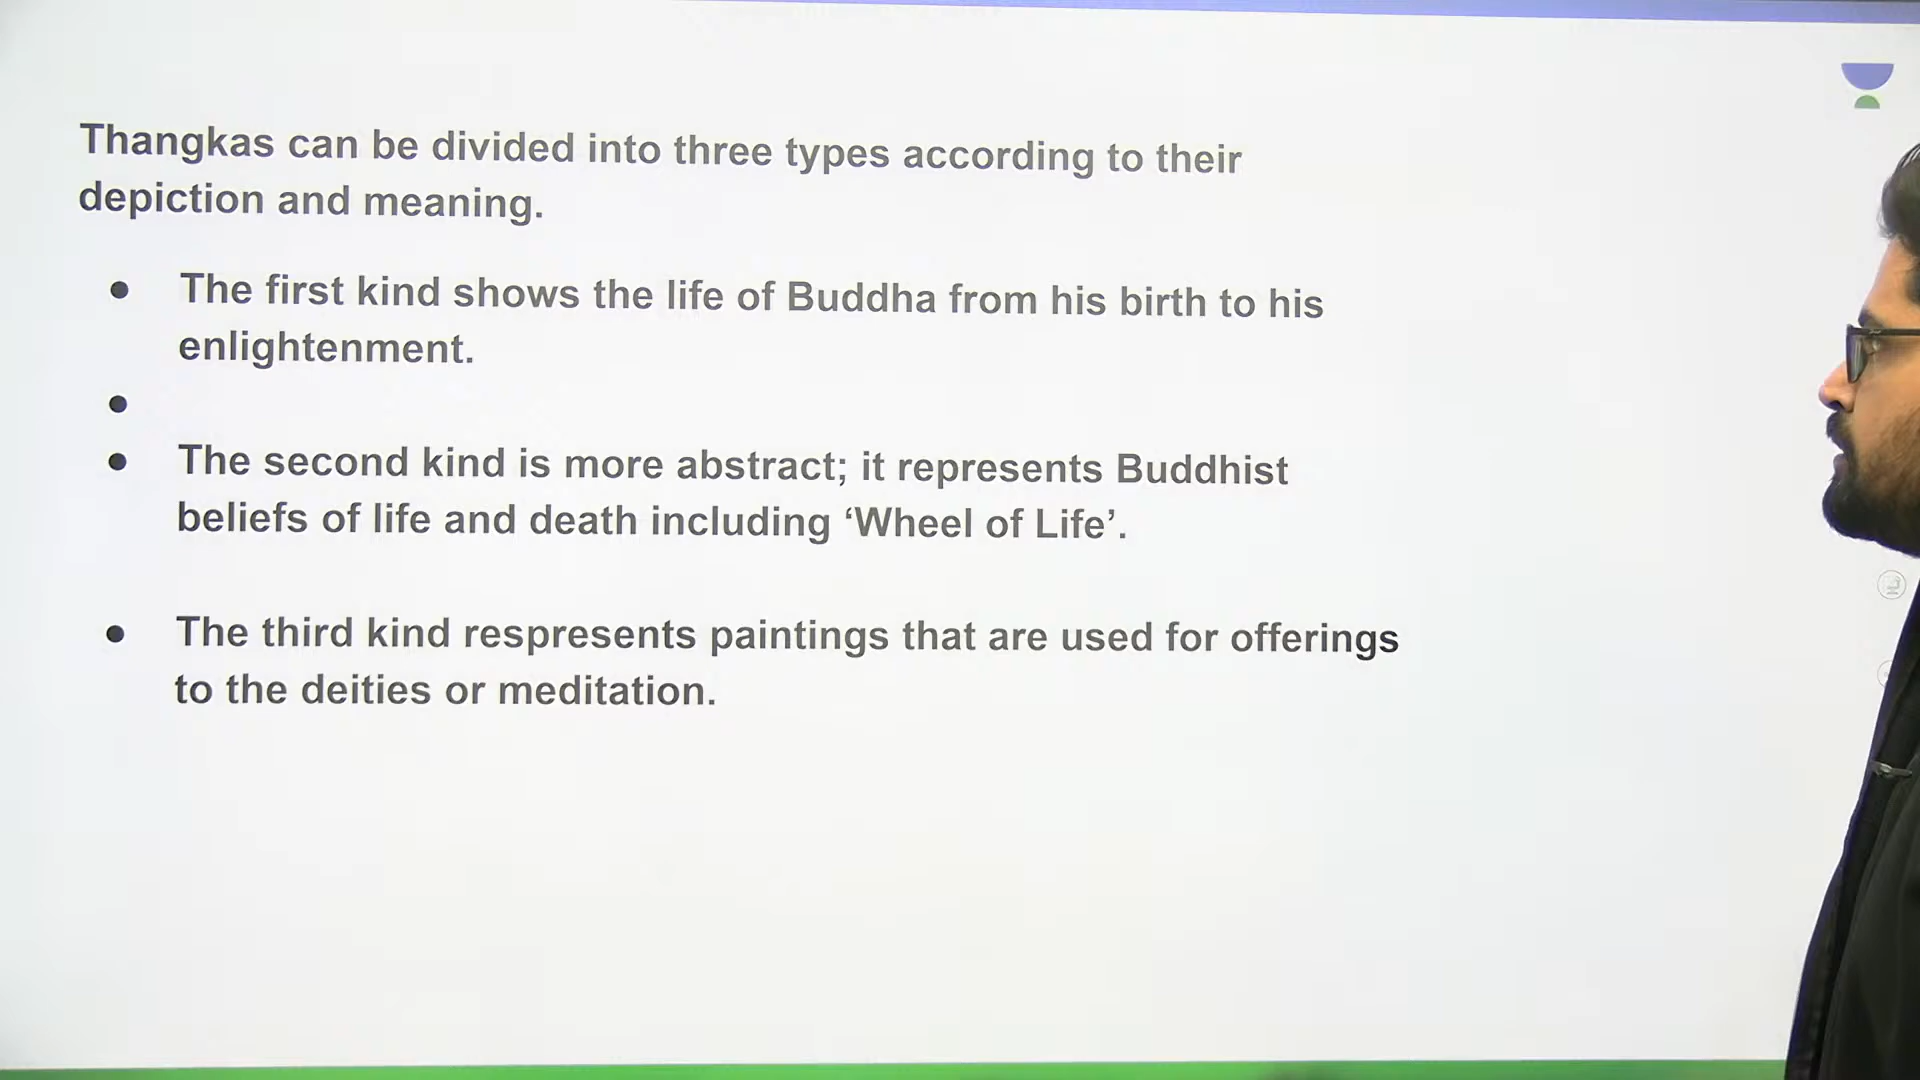 Thangkas can be divided into three types according to their
depiction and meaning.
● The first kind shows the life of Buddha from his birth to his
enlightenment.
●
● The second kind is more abstract; it represents Buddhist
beliefs of life and death including ‘Wheel of Life’.
● The third kind respresents paintings that are used for offerings
to the deities or meditation.